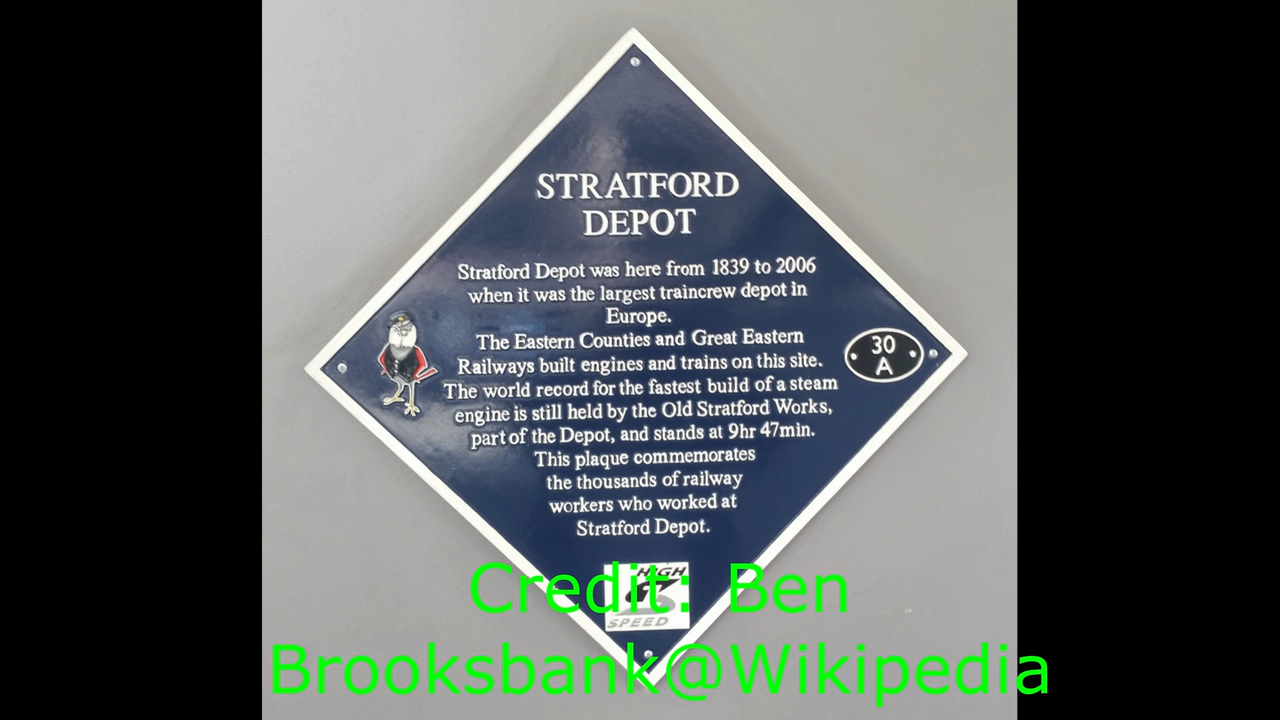 STRATFORD
DEPOT
Stratford Depot was here from 1839 to 2006
when it was the largest traincrew depot in
Europe.
The Eastern Counties and Great Eastern
Railways built engines and trains on this site.
The world record for the fastest build of a steam
engine is still held by the Old Stratford Works,
part of the Depot, and stands at 9hr 47min.
This plaque commemorates
the thousands of railway
workers who worked at
Stratford Depot.
30
A
HIGH
SPEED
Credit: Ben
Brooksbank@Wikipedia